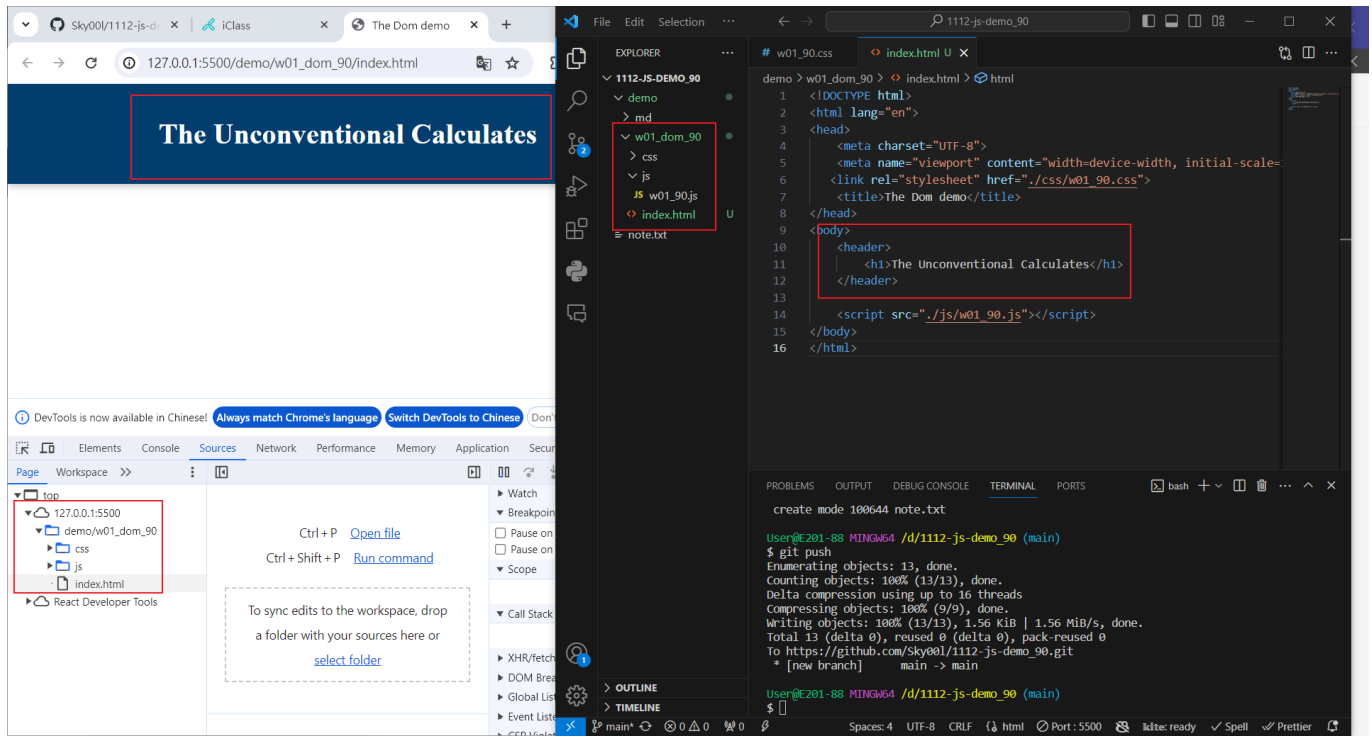 Sky00l/1112-js-d
iClass
The Dom demo
127.0.0.1:5500/demo/w01_dom_90/index.html
The Unconventional Calculates
DevTools is now available in Chinese!
Always match Chrome's language
Switch DevTools to Chinese
Don't
Elements
Console
Sources
Network
Performance
Memory
Application
Secur
Page
Workspace
top
127.0.0.1:5500
demo/w01_dom_90
css
js
index.html
React Developer Tools
Ctrl + P Open file
Ctrl + Shift + P Run command
To sync edits to the workspace, drop
a folder with your sources here or
select folder
Watch
Breakpoin
Pause on
Pause on
Scope
Call Stack
XHR/fetch
DOM Brea
Global List
Event Liste
File Edit Selection ···
1112-js-demo_90
EXPLORER
1112-JS-DEMO_90
demo
md
w01_dom_90
css
js
JS w01_90.js
index.html U
note.txt
OUTLINE
TIMELINE
# w01_90.css
index.html U
demo > w01_dom_90 > index.html > html
1 <!DOCTYPE html>
2 <html lang="en">
3 <head>
4 <meta charset="UTF-8">
5 <meta name="viewport" content="width=device-width, initial-scale=
6 <link rel="stylesheet" href="./css/w01_90.css">
7 <title>The Dom demo</title>
8 </head>
9 <body>
10 <header>
11 <h1>The Unconventional Calculates</h1>
12 </header>
13
14 <script src="./js/w01_90.js"></script>
15 </body>
16 </html>
PROBLEMS OUTPUT DEBUG CONSOLE TERMINAL PORTS
bash
create mode 100644 note.txt
User@E201-88 MINGW64 /d/1112-js-demo_90 (main)
$ git push
Enumerating objects: 13, done.
Counting objects: 100% (13/13), done.
Delta compression using up to 16 threads
Compressing objects: 100% (9/9), done.
Writing objects: 100% (13/13), 1.56 KiB | 1.56 MiB/s, done.
Total 13 (delta 0), reused 0 (delta 0), pack-reused 0
To https://github.com/Sky00l/1112-js-demo_90.git
* [new branch] main -> main
User@E201-88 MINGW64 /d/1112-js-demo_90 (main)
$
2
1
main* 0 0 0 Spaces: 4 UTF-8 CRLF html Port : 5500 ready Spell Prettier